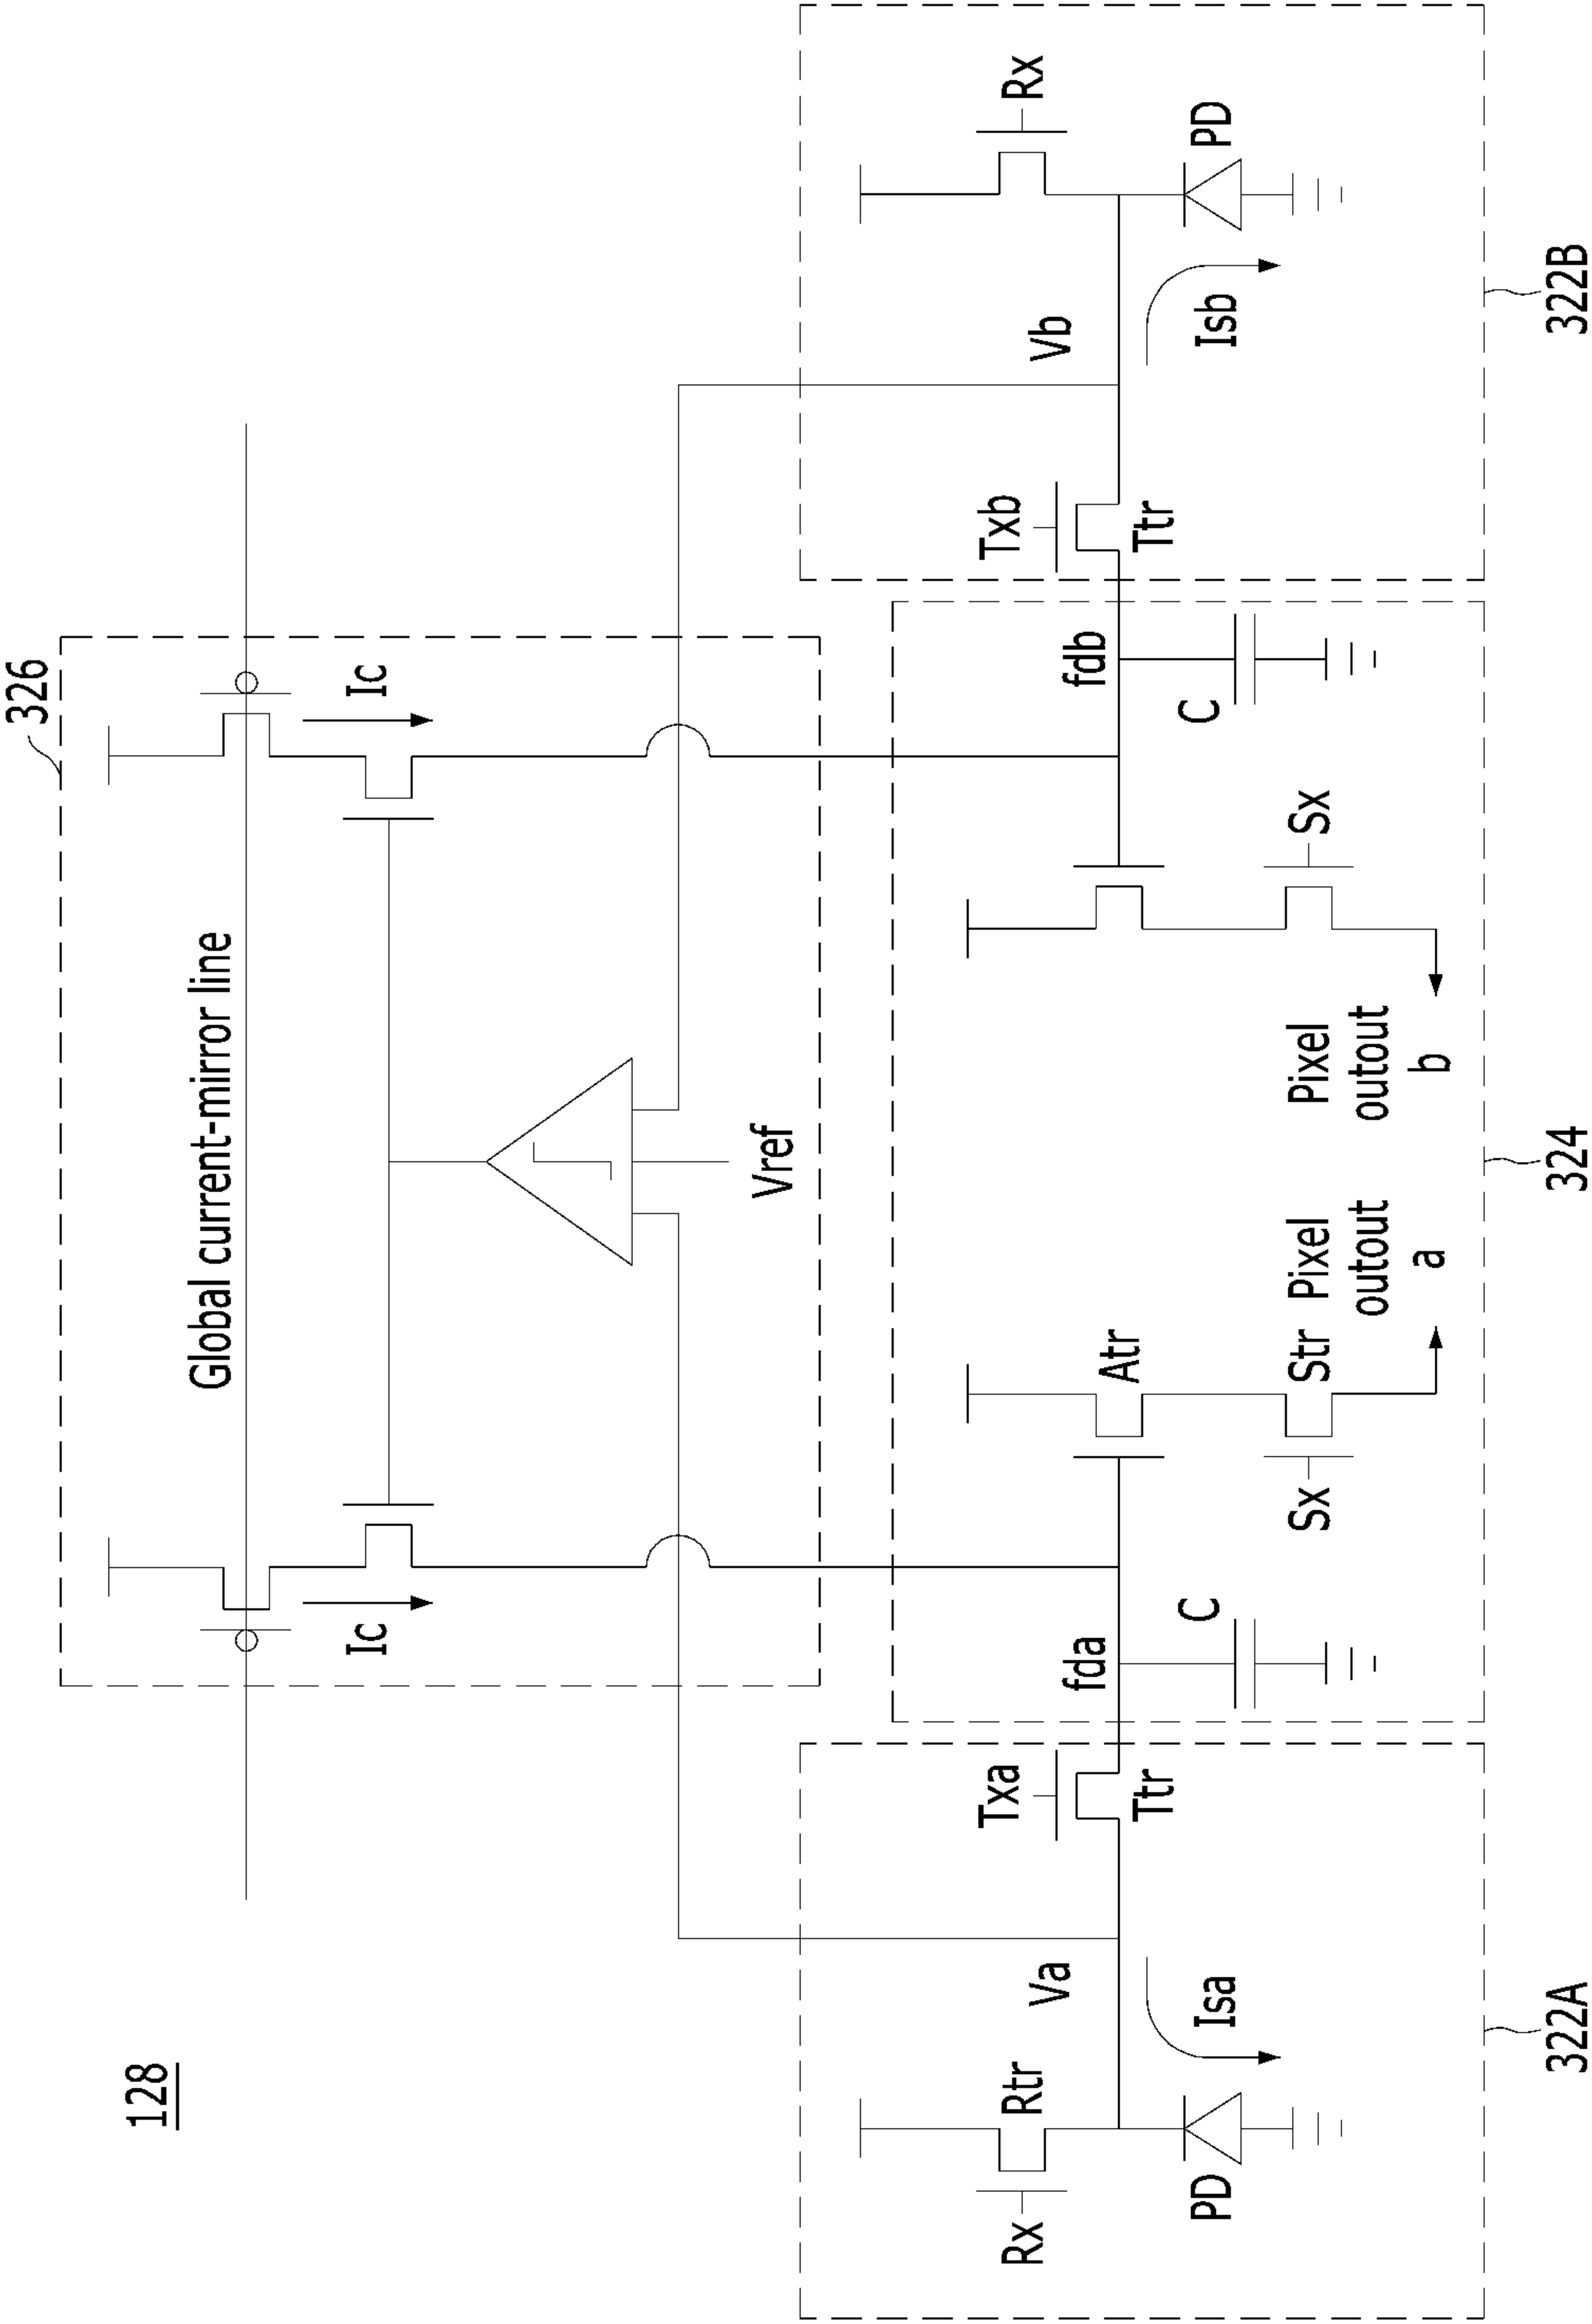 128
326
Global current-mirror line
Ic
Ic
Vref
Rx
Rtr
Va
Txa
Ttr
PD
Isa
322A
fda
C
Atr
Sx
Str
Pixel
outout
a
Pixel
outout
b
Sx
fdb
C
324
Txb
Ttr
Vb
Rx
PD
Isb
322B